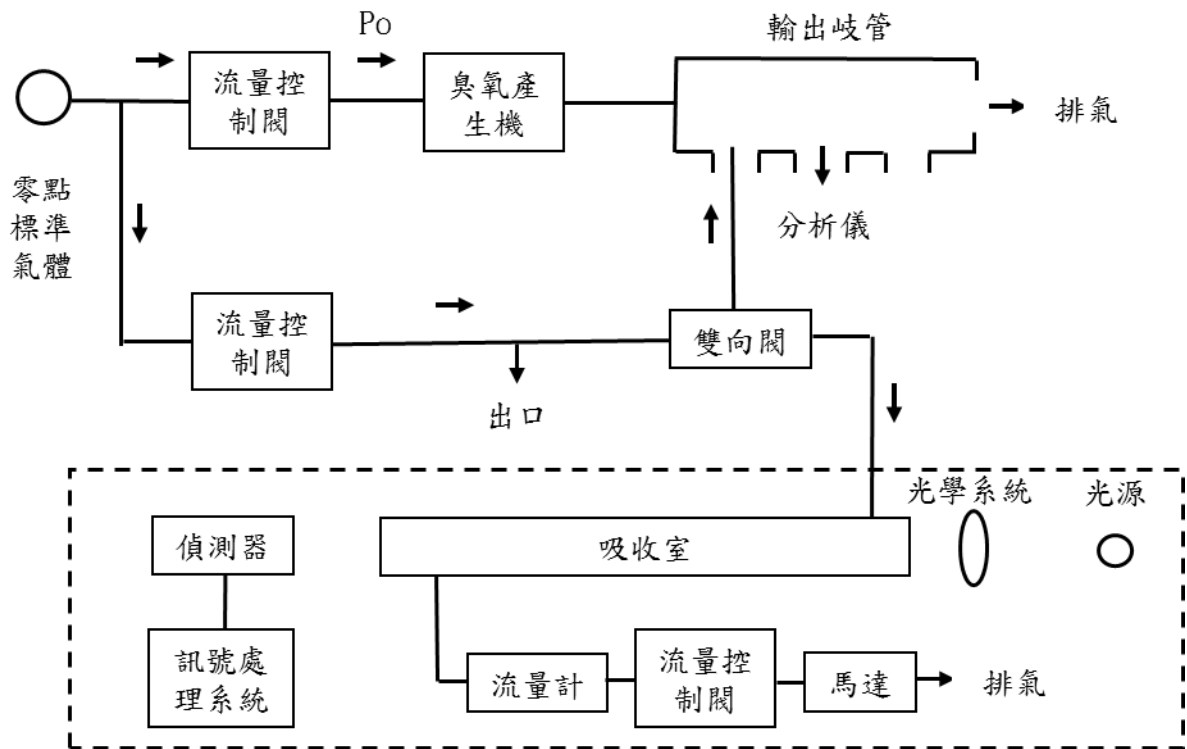 Po
輸出岐管
流量控
制閥
臭氧產
生機
排氣
零點
標準
氣體
分析儀
流量控
制閥
雙向閥
出口
光學系統
光源
偵測器
吸收室
訊號處
理系統
流量計
流量控
制閥
馬達
排氣